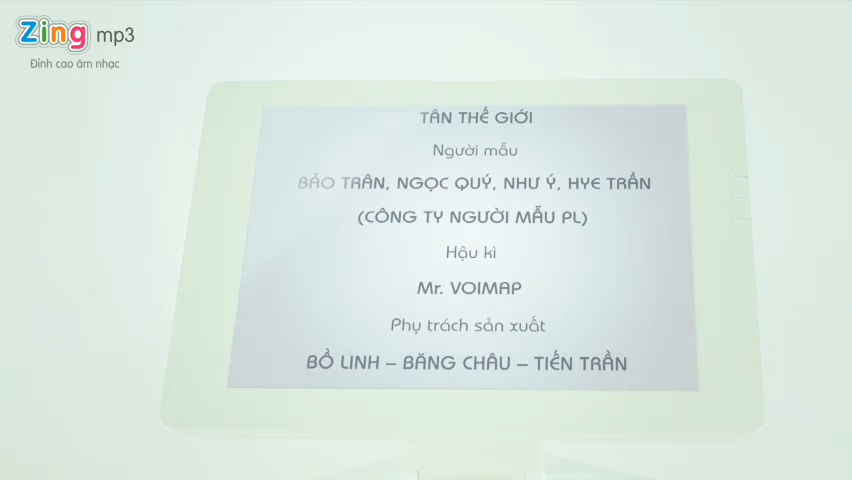 Zing mp3
Đỉnh cao âm nhạc
TÂN THẾ GIỚI
Người mẫu
BẢO TRÂN, NGỌC QUÝ, NHƯ Ý, HYE TRẦN
(CÔNG TY NGƯỜI MẪU PL)
Hậu kì
Mr. VOIMAP
Phụ trách sản xuất
BỒ LINH – BĂNG CHÂU – TIẾN TRẦN